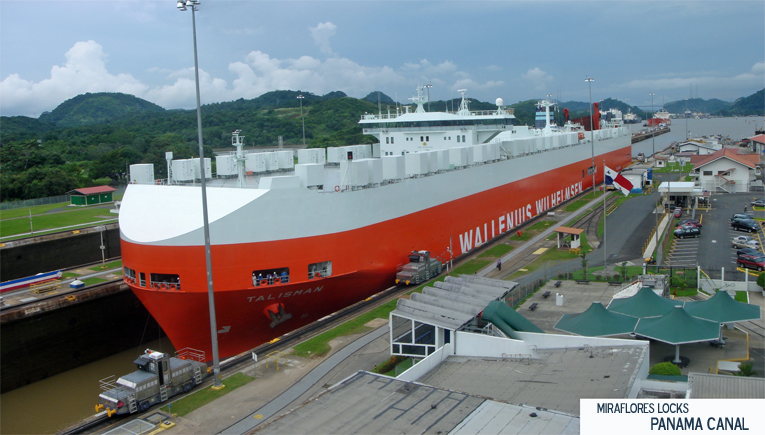 WALLENIUS WILHELMSEN
TALISMAN
MIRAFLORES LOCKS
PANAMA CANAL